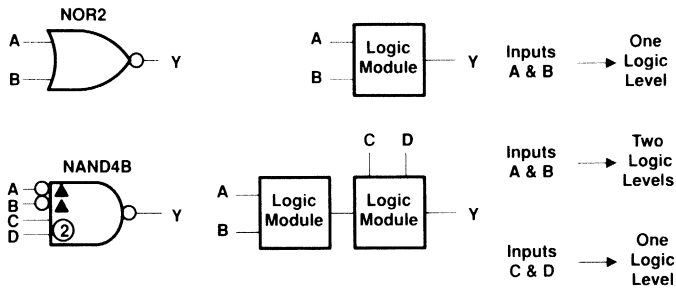 NOR2
A
B
Y
A
B
Logic
Module
Y
Inputs
A & B
One
Logic
Level
NAND4B
A
B
C
D
2
Y
C
D
A
B
Logic
Module
Logic
Module
Y
Inputs
A & B
Two
Logic
Levels
Inputs
C & D
One
Logic
Level